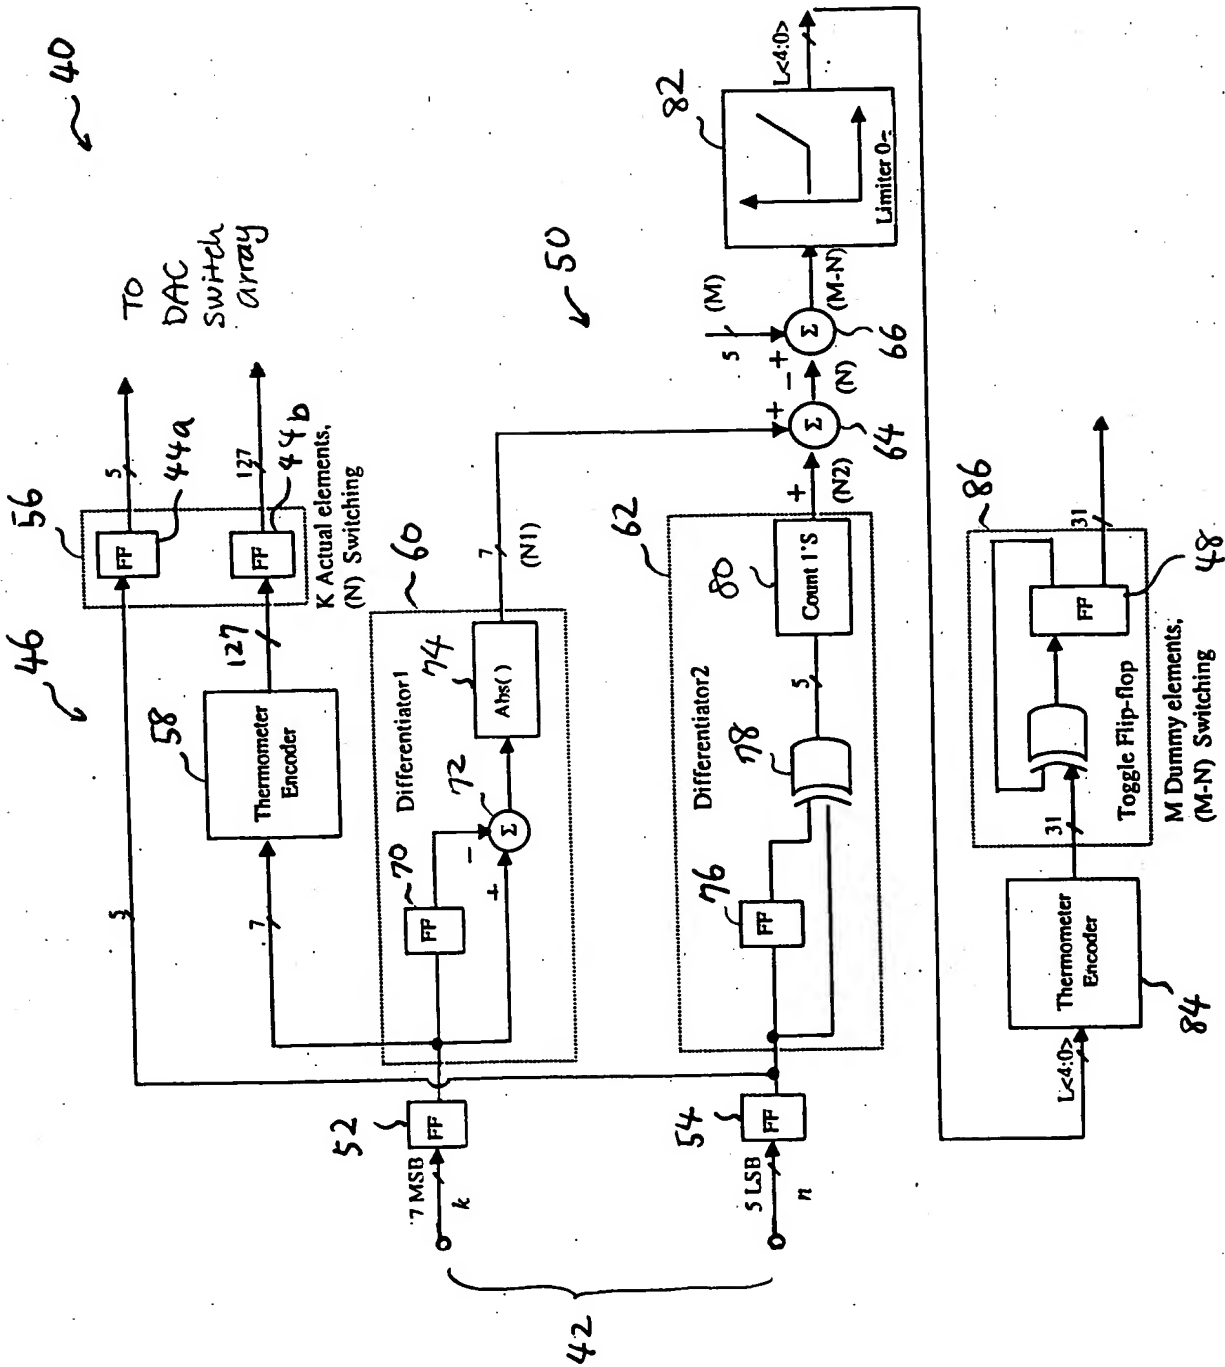 40
TO
DAC
switch
array
56
5
44a
FF
127
44b
FF
K Actual elements,
(N) Switching
46
127
58
Thermometer
Encoder
5
7
60
7
(N1)
Differentiator1
74
Abs( )
72
Σ
-
+
70
FF
52
FF
7 MSB
k
42
50
62
Differentiator2
80
Count 1'S
5
78
76
FF
54
FF
5 LSB
n
+
(N2)
+
Σ
64
(N)
-
+
5
(M)
Σ
66
(M-N)
82
Limiter 0-
L<4:0>
L<4:0>
Thermometer
Encoder
84
31
86
FF
48
31
Toggle Flip-flop
M Dummy elements,
(M-N) Switching